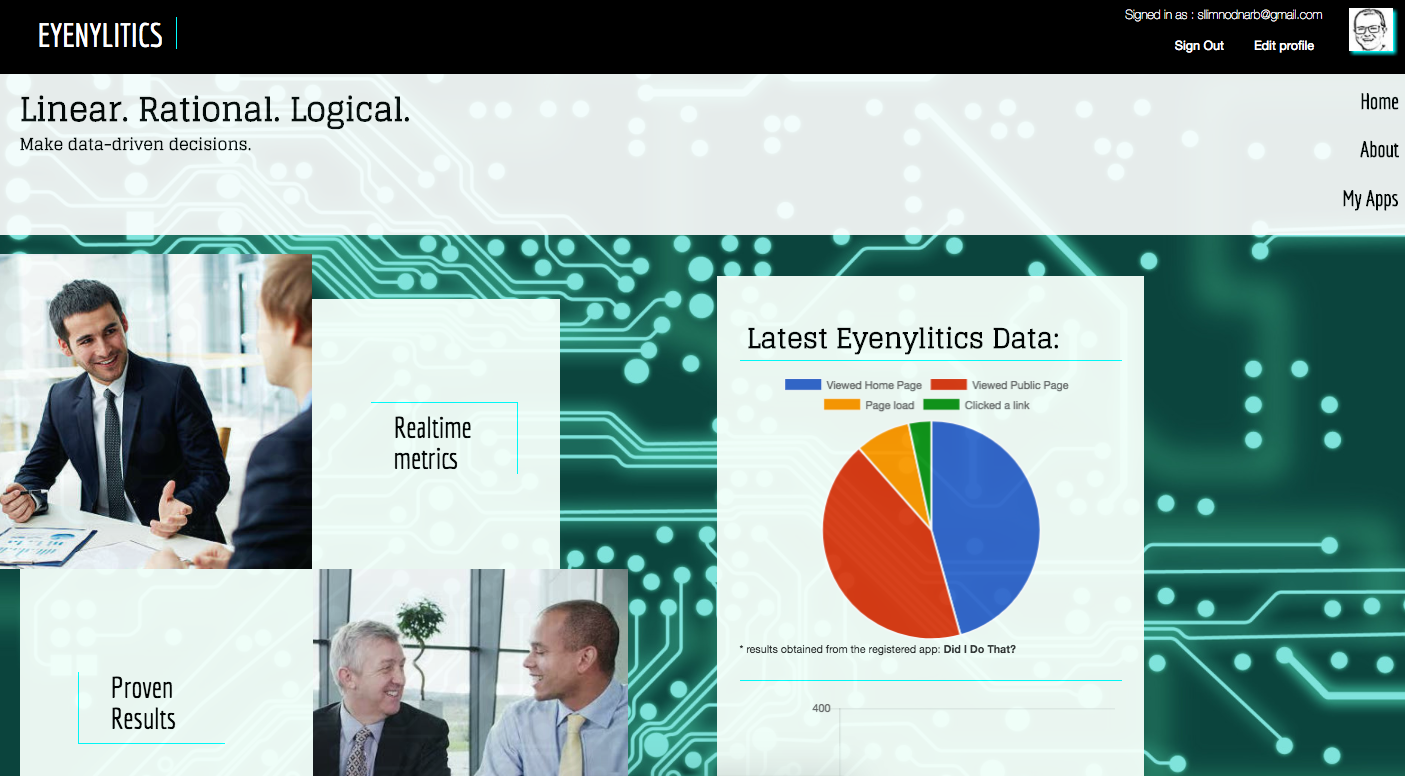 EYENYLITICS
Signed in as : sllimnodnarb@gmail.com
Sign Out Edit profile
Linear. Rational. Logical.
Make data-driven decisions.
Home
About
My Apps
Realtime
metrics
Proven
Results
Latest Eyenylitics Data:
Viewed Home Page Viewed Public Page
Page load Clicked a link
* results obtained from the registered app: Did I Do That?
400